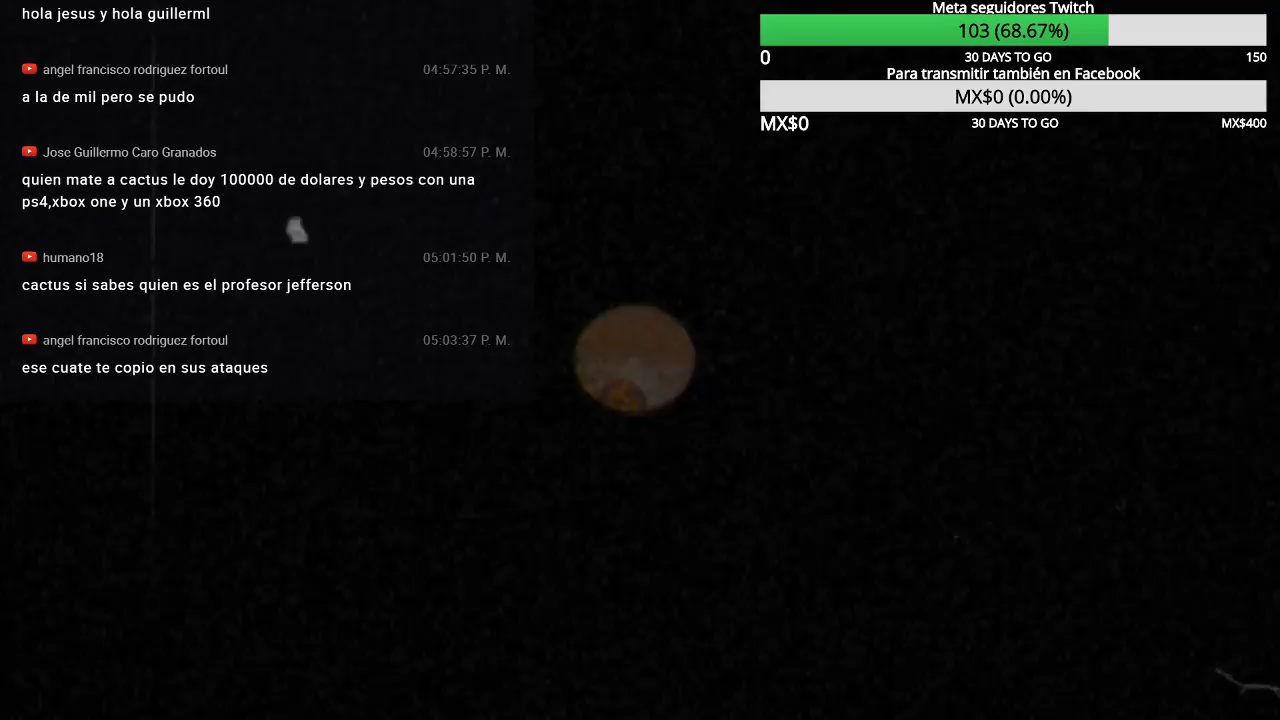 hola jesus y hola guillerml
angel francisco rodriguez fortoul 04:57:35 P. M.
a la de mil pero se pudo
Jose Guillermo Caro Granados 04:58:57 P. M.
quien mate a cactus le doy 100000 de dolares y pesos con una
ps4,xbox one y un xbox 360
humano18 05:01:50 P. M.
cactus si sabes quien es el profesor jefferson
angel francisco rodriguez fortoul 05:03:37 P. M.
ese cuate te copio en sus ataques
Meta seguidores Twitch
103 (68.67%)
0 30 DAYS TO GO 150
Para transmitir también en Facebook
MX$0 (0.00%)
MX$0 30 DAYS TO GO MX$400